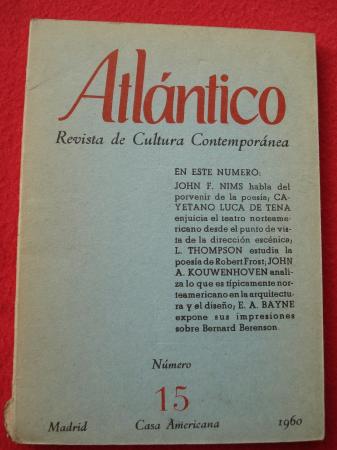 Atlántico
Revista de Cultura Contemporánea
EN ESTE NUMERO:
JOHN F. NIMS habla del
porvenir de la poesía; CA-
YETANO LUCA DE TENA
enjuicia el teatro norteame-
ricano desde el punto de vis-
ta de la dirección escénica;
L. THOMPSON estudia la
poesía de Robert Frost; JOHN
A. KOUWENHOVEN anali-
za lo que es típicamente nor-
teamericano en la arquitectu-
ra y el diseño; E. A. BAYNE
expone sus impresiones
sobre Bernard Berenson.
Número
15
Madrid Casa Americana 1960